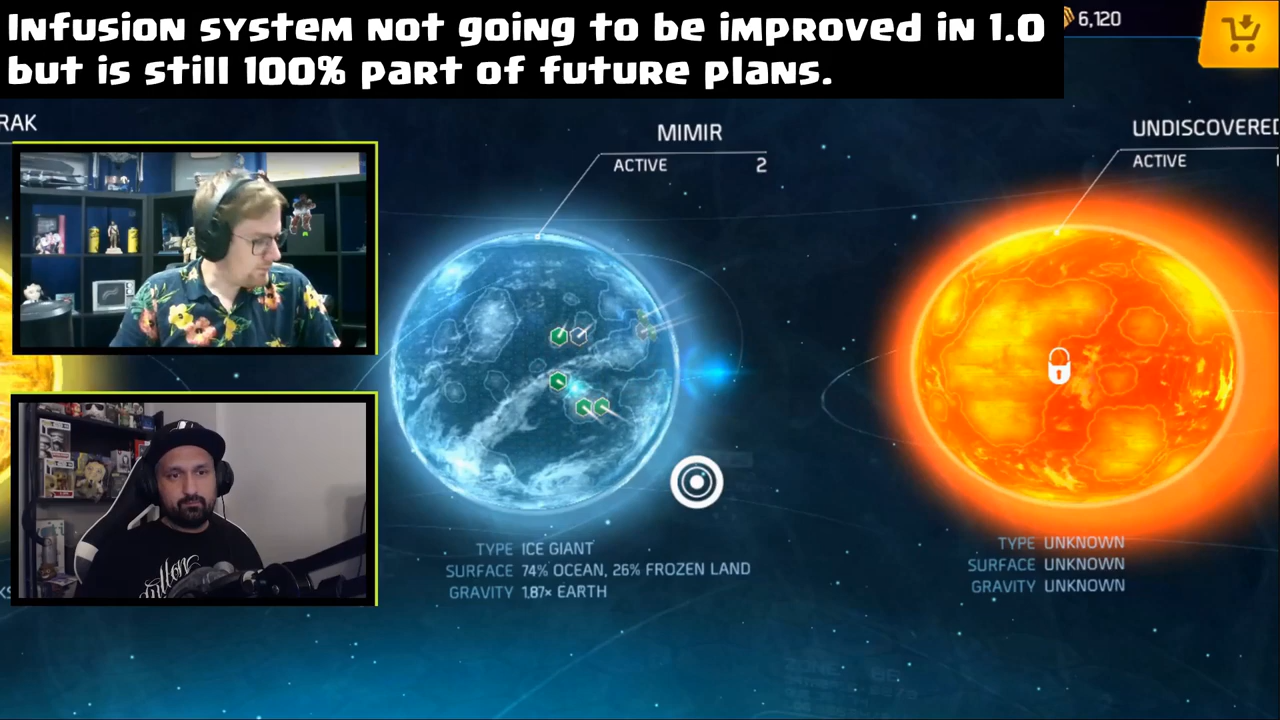 Infusion system not going to be improved in 1.0
but is still 100% part of future plans.
6,120
RAK
MIMIR
ACTIVE 2
UNDISCOVERED
ACTIVE
TYPE ICE GIANT
SURFACE 74% OCEAN, 26% FROZEN LAND
GRAVITY 1.87× EARTH
TYPE UNKNOWN
SURFACE UNKNOWN
GRAVITY UNKNOWN